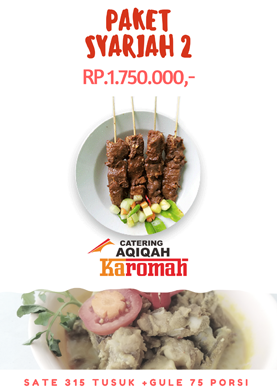 PAKET
SYARIAH 2
RP.1.750.000,-
CATERING
AQIQAH
Karomah
SATE 315 TUSUK +GULE 75 PORSI